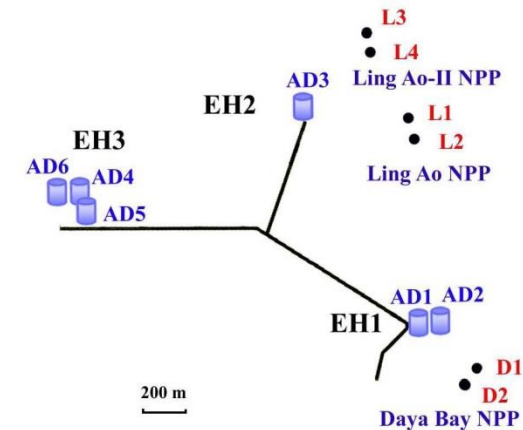 L3
L4
Ling Ao-II NPP
AD3
EH2
L1
L2
Ling Ao NPP
EH3
AD6
AD4
AD5
AD1 AD2
EH1
D1
D2
Daya Bay NPP
200 m